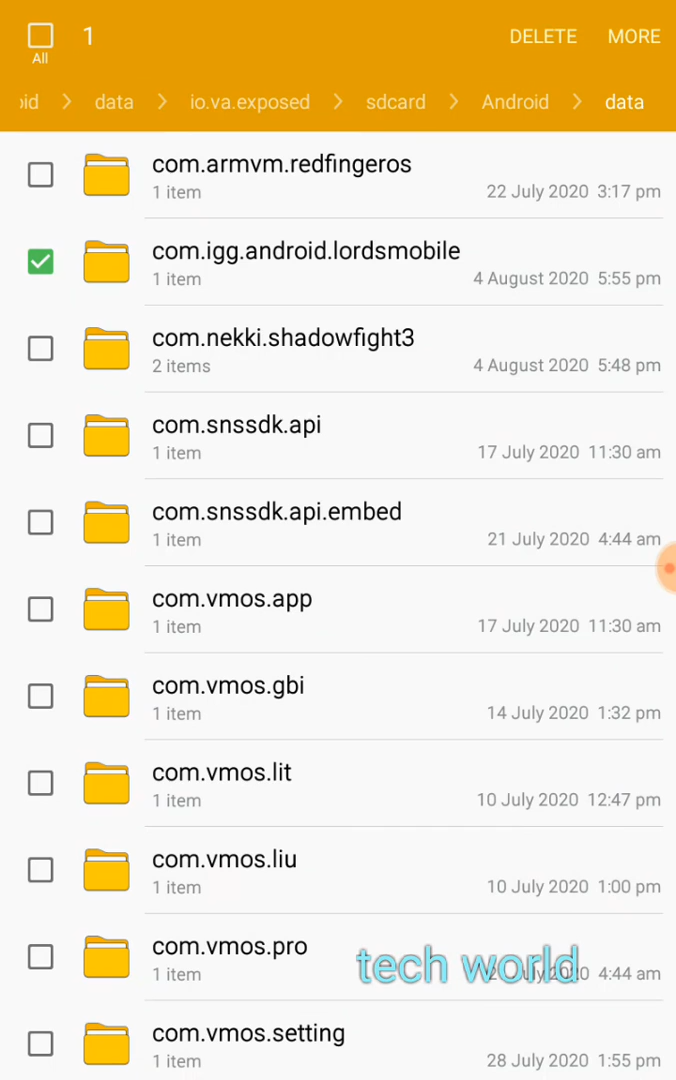 1 DELETE MORE
All
oid > data > io.va.exposed > sdcard > Android > data
com.armvm.redfingeros
1 item 22 July 2020 3:17 pm
com.igg.android.lordsmobile
1 item 4 August 2020 5:55 pm
com.nekki.shadowfight3
2 items 4 August 2020 5:48 pm
com.snssdk.api
1 item 17 July 2020 11:30 am
com.snssdk.api.embed
1 item 21 July 2020 4:44 am
com.vmos.app
1 item 17 July 2020 11:30 am
com.vmos.gbi
1 item 14 July 2020 1:32 pm
com.vmos.lit
1 item 10 July 2020 12:47 pm
com.vmos.liu
1 item 10 July 2020 1:00 pm
com.vmos.pro
tech world
1 item July 2020 4:44 am
com.vmos.setting
1 item 28 July 2020 1:55 pm